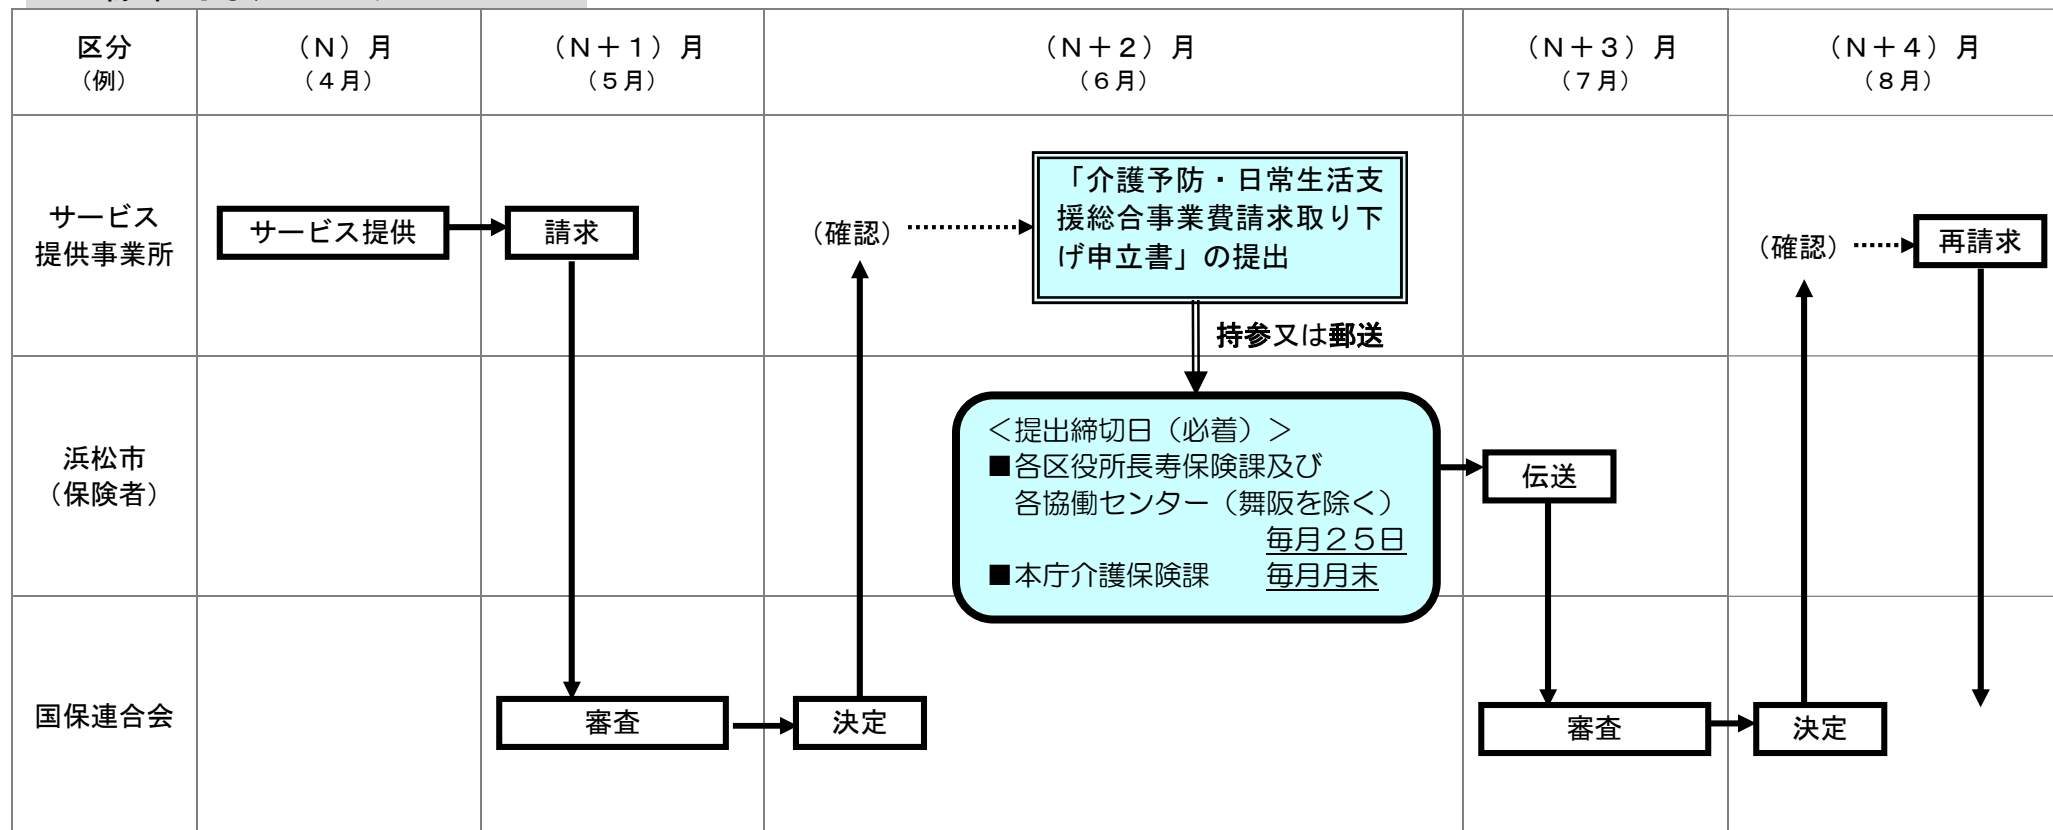 区分 （Ｎ）月 （Ｎ＋１）月 （Ｎ＋２）月 （Ｎ＋３）月 （Ｎ＋４）月
（例） （４月） （５月） （６月） （７月） （８月）
サービス
提供事業所
サービス提供
請求
（確認）
「介護予防・日常生活支
援総合事業費請求取り下
げ申立書」の提出
（確認）
再請求
持参又は郵送
浜松市
（保険者）
＜提出締切日（必着）＞
■各区役所長寿保険課及び
各協働センター（舞阪を除く）
毎月２５日
■本庁介護保険課 毎月月末
伝送
国保連合会
審査
決定
審査
決定